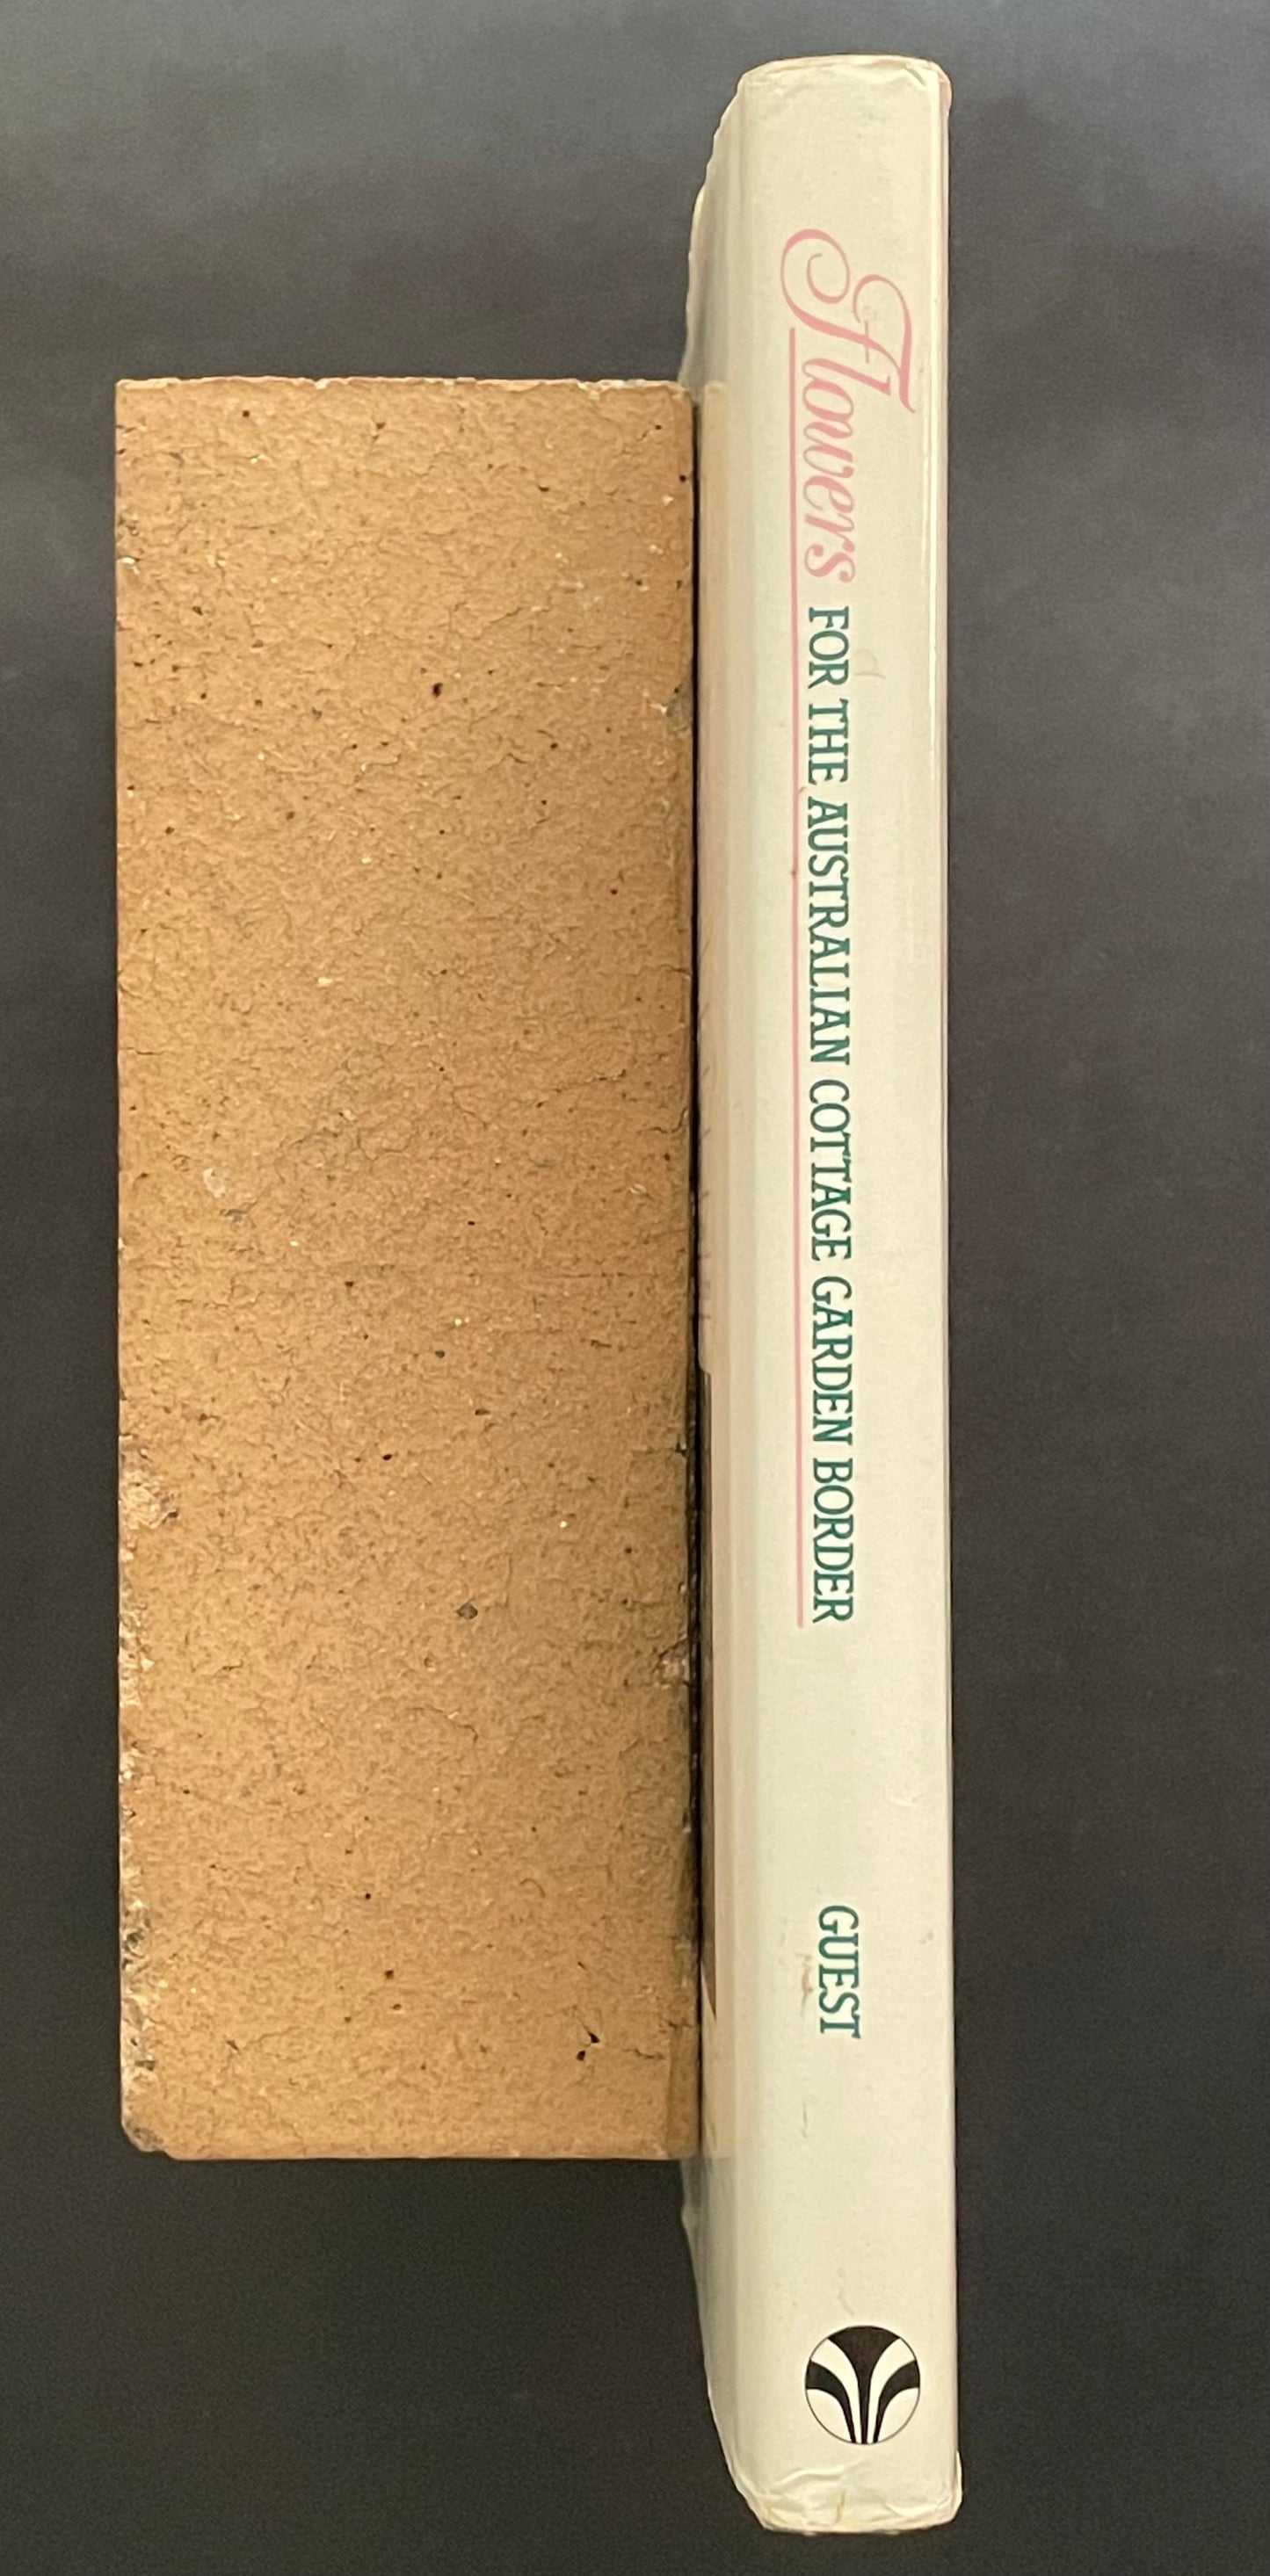 Flowers FOR THE AUSTRALIAN COTTAGE GARDEN BORDER
GUEST